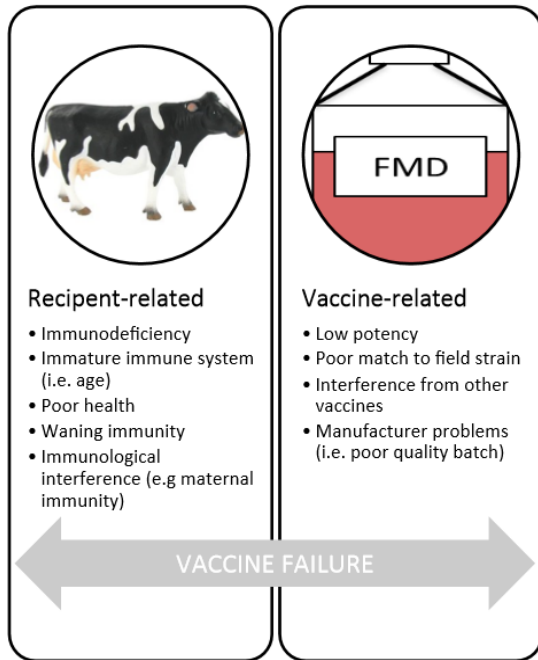 FMD
Recipent-related
• Immunodeficiency
• Immature immune system
(i.e. age)
• Poor health
• Waning immunity
• Immunological
interference (e.g maternal
immunity)
Vaccine-related
• Low potency
• Poor match to field strain
• Interference from other
vaccines
• Manufacturer problems
(i.e. poor quality batch)
VACCINE FAILURE